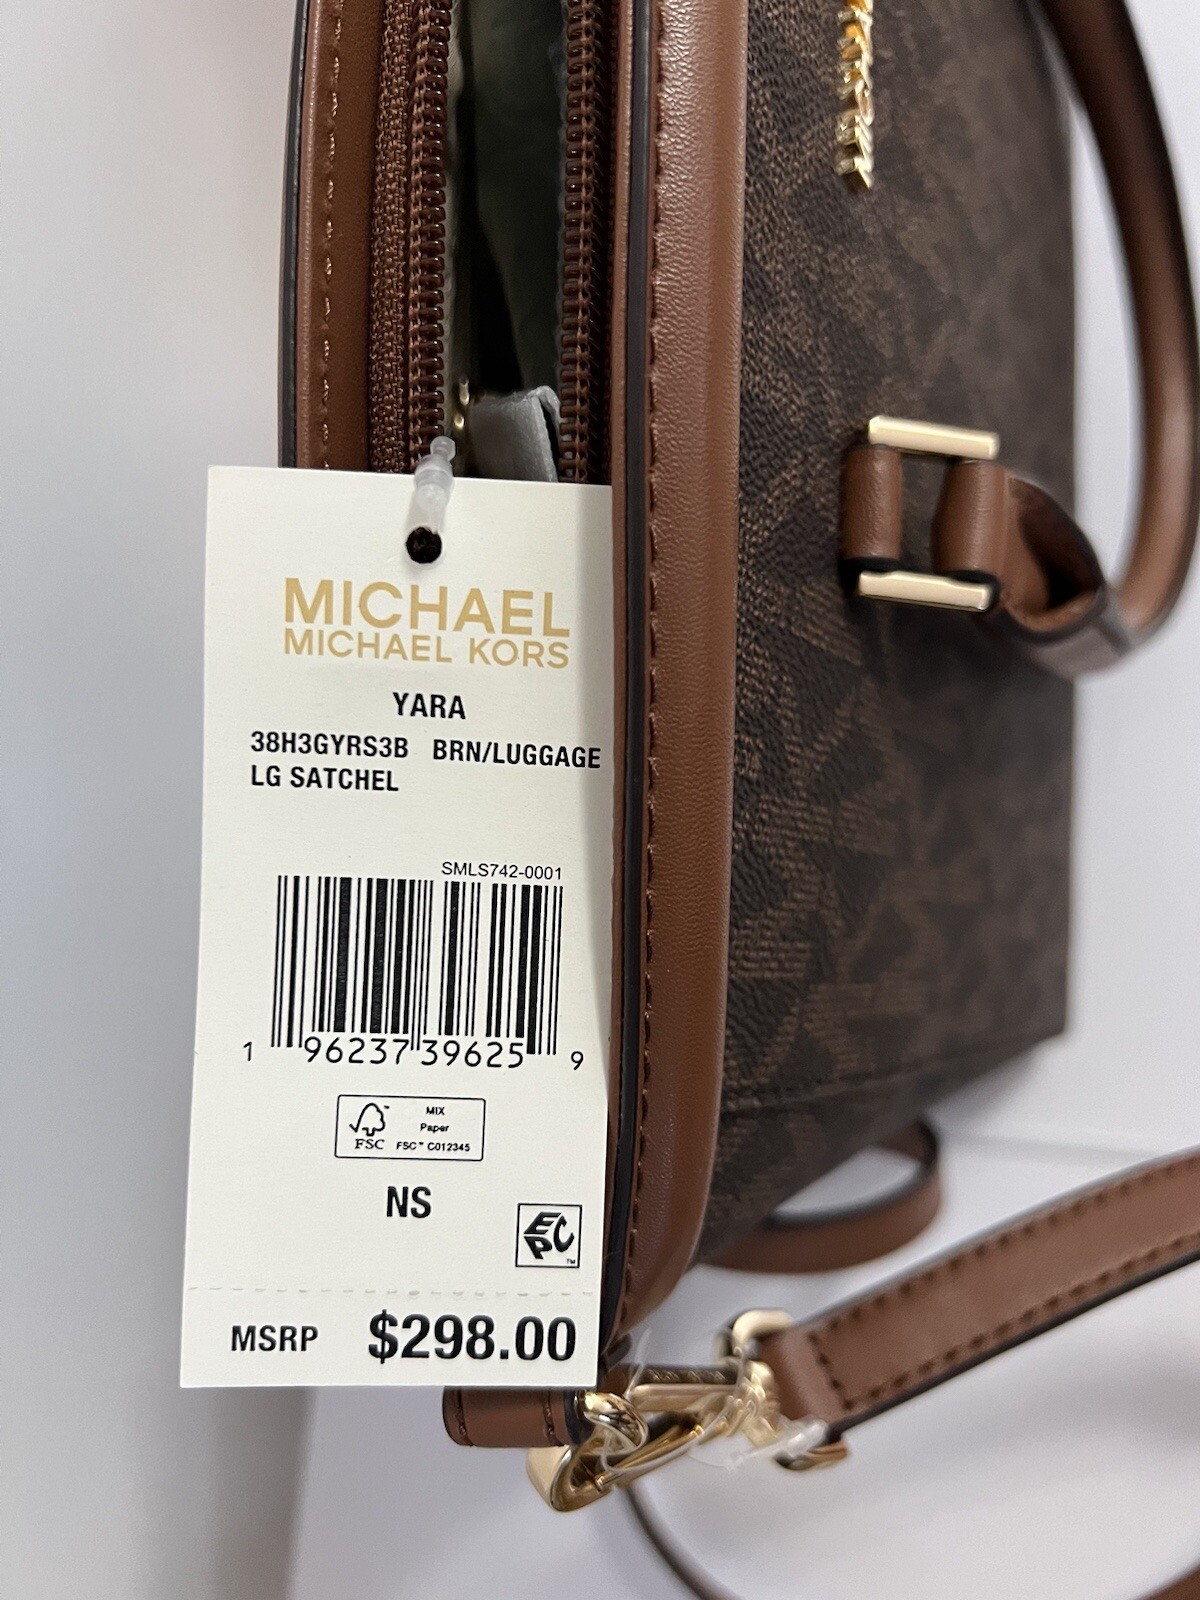 MICHAEL
MICHAEL KORS
YARA
38H3GYRS3B BRN/LUGGAGE
LG SATCHEL
SMLS742-0001
1 96237 39625 9
FSC
MIX
Paper
FSC™ C012345
NS
EPC™
MSRP $298.00